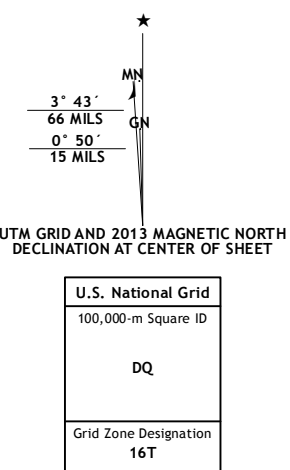 ★
MN
3° 43´
66 MILS
GN
0° 50´
15 MILS
UTM GRID AND 2013 MAGNETIC NORTH
DECLINATION AT CENTER OF SHEET
U.S. National Grid
100,000-m Square ID
DQ
Grid Zone Designation
16T